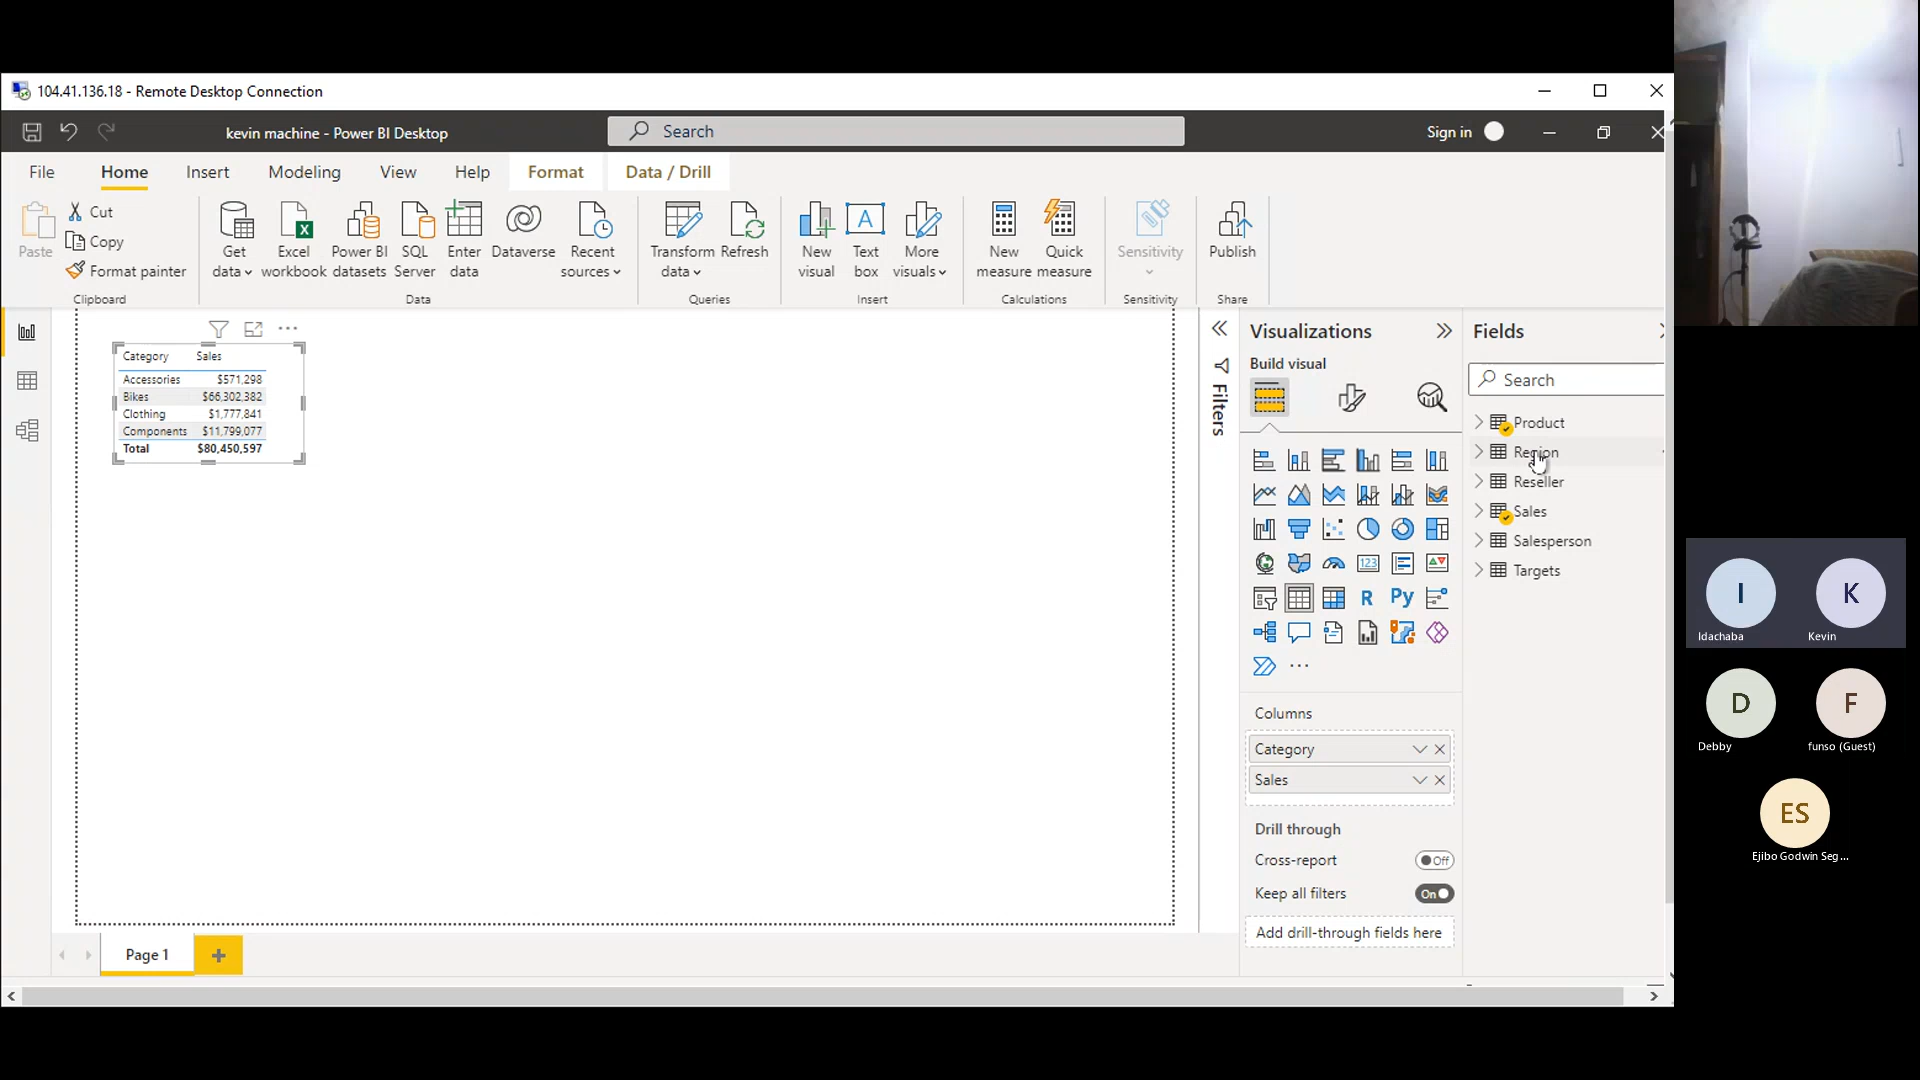 104.41.136.18 - Remote Desktop Connection
kevin machine - Power BI Desktop
Search
Sign in
File
Home
Insert
Modeling
View
Help
Format
Data / Drill
Paste
Cut
Copy
Format painter
Clipboard
Get data
Excel workbook
Power BI datasets
SQL Server
Enter data
Dataverse
Recent sources
Data
Transform data
Refresh
Queries
New visual
A
Text box
More visuals
Insert
New measure
Quick measure
Calculations
Sensitivity
Sensitivity
Publish
Share
Category Sales
Accessories $571,298
Bikes $66,302,382
Clothing $1,777,841
Components $11,799,077
Total $80,450,597
Filters
Visualizations
Build visual
123
R
Py
Columns
Category
Sales
Drill through
Cross-report
Off
Keep all filters
On
Add drill-through fields here
Fields
Search
Product
Region
Reseller
Sales
Salesperson
Targets
Page 1
I
Idachaba
K
Kevin
D
Debby
F
funso (Guest)
ES
Ejibo Godwin Seg...